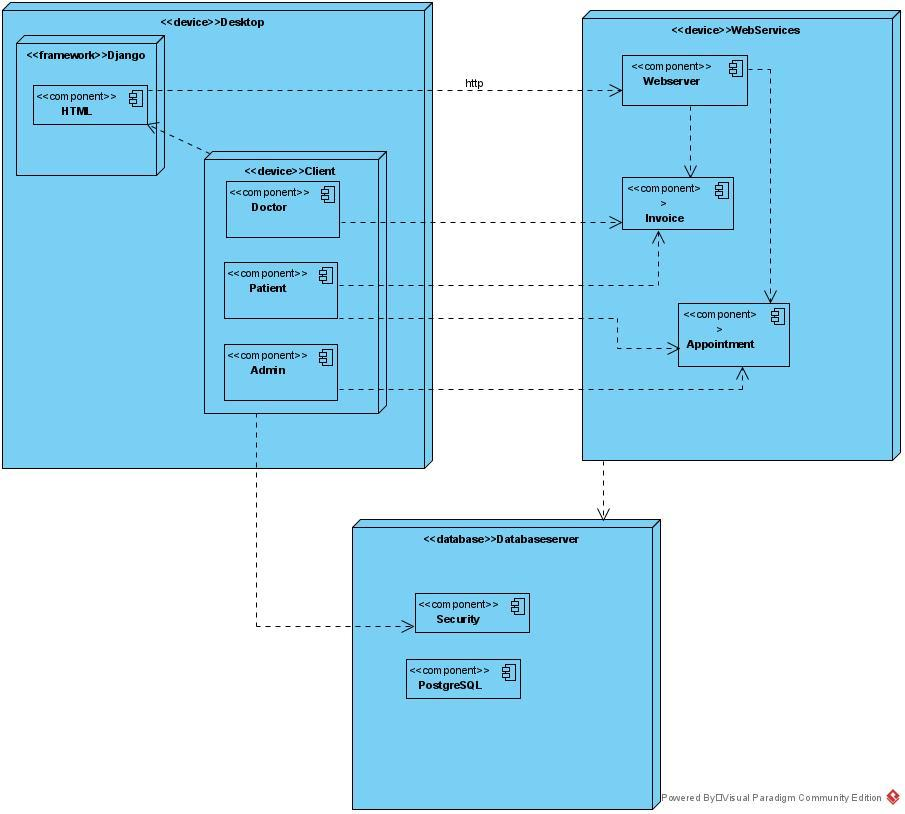 <<device>>Desktop
<<framework>>Django
<<component>>
HTML
<<device>>Client
<<component>>
Doctor
<<component>>
Patient
<<component>>
Admin
http
<<device>>WebServices
<<component>>
Webserver
<<component>
>
Invoice
<<component>
>
Appointment
<<database>>Databaseserver
<<component>>
Security
<<component>>
PostgreSQL
Powered By Visual Paradigm Community Edition